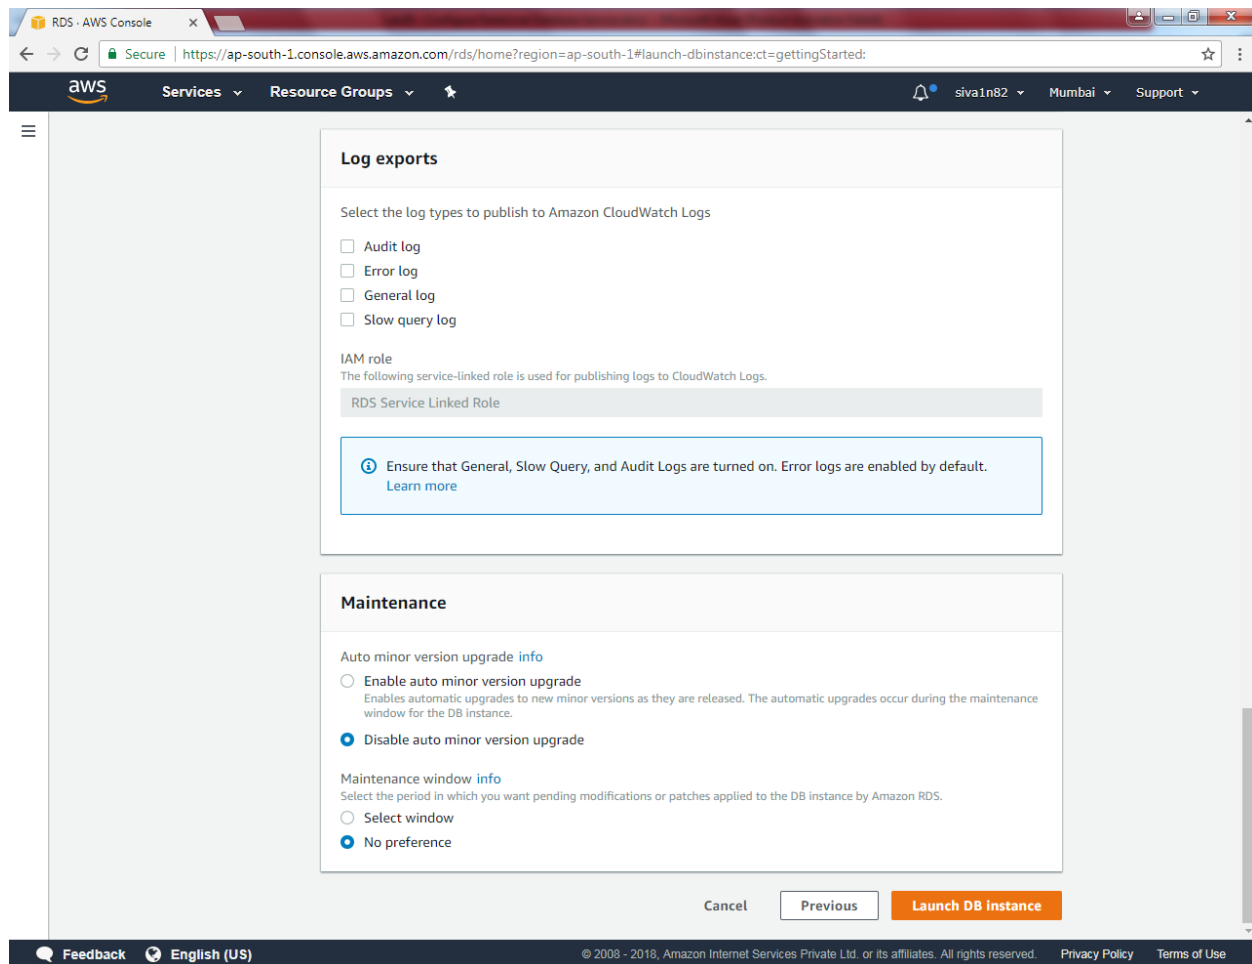 RDS · AWS Console
Secure | https://ap-south-1.console.aws.amazon.com/rds/home?region=ap-south-1#launch-dbinstance:ct=gettingStarted:
aws Services Resource Groups siva1n82 Mumbai Support
Log exports
Select the log types to publish to Amazon CloudWatch Logs
Audit log
Error log
General log
Slow query log
IAM role
The following service-linked role is used for publishing logs to CloudWatch Logs.
RDS Service Linked Role
Ensure that General, Slow Query, and Audit Logs are turned on. Error logs are enabled by default.
Learn more
Maintenance
Auto minor version upgrade info
Enable auto minor version upgrade
Enables automatic upgrades to new minor versions as they are released. The automatic upgrades occur during the maintenance
window for the DB instance.
Disable auto minor version upgrade
Maintenance window info
Select the period in which you want pending modifications or patches applied to the DB instance by Amazon RDS.
Select window
No preference
Cancel Previous Launch DB instance
Feedback English (US) © 2008 - 2018, Amazon Internet Services Private Ltd. or its affiliates. All rights reserved. Privacy Policy Terms of Use